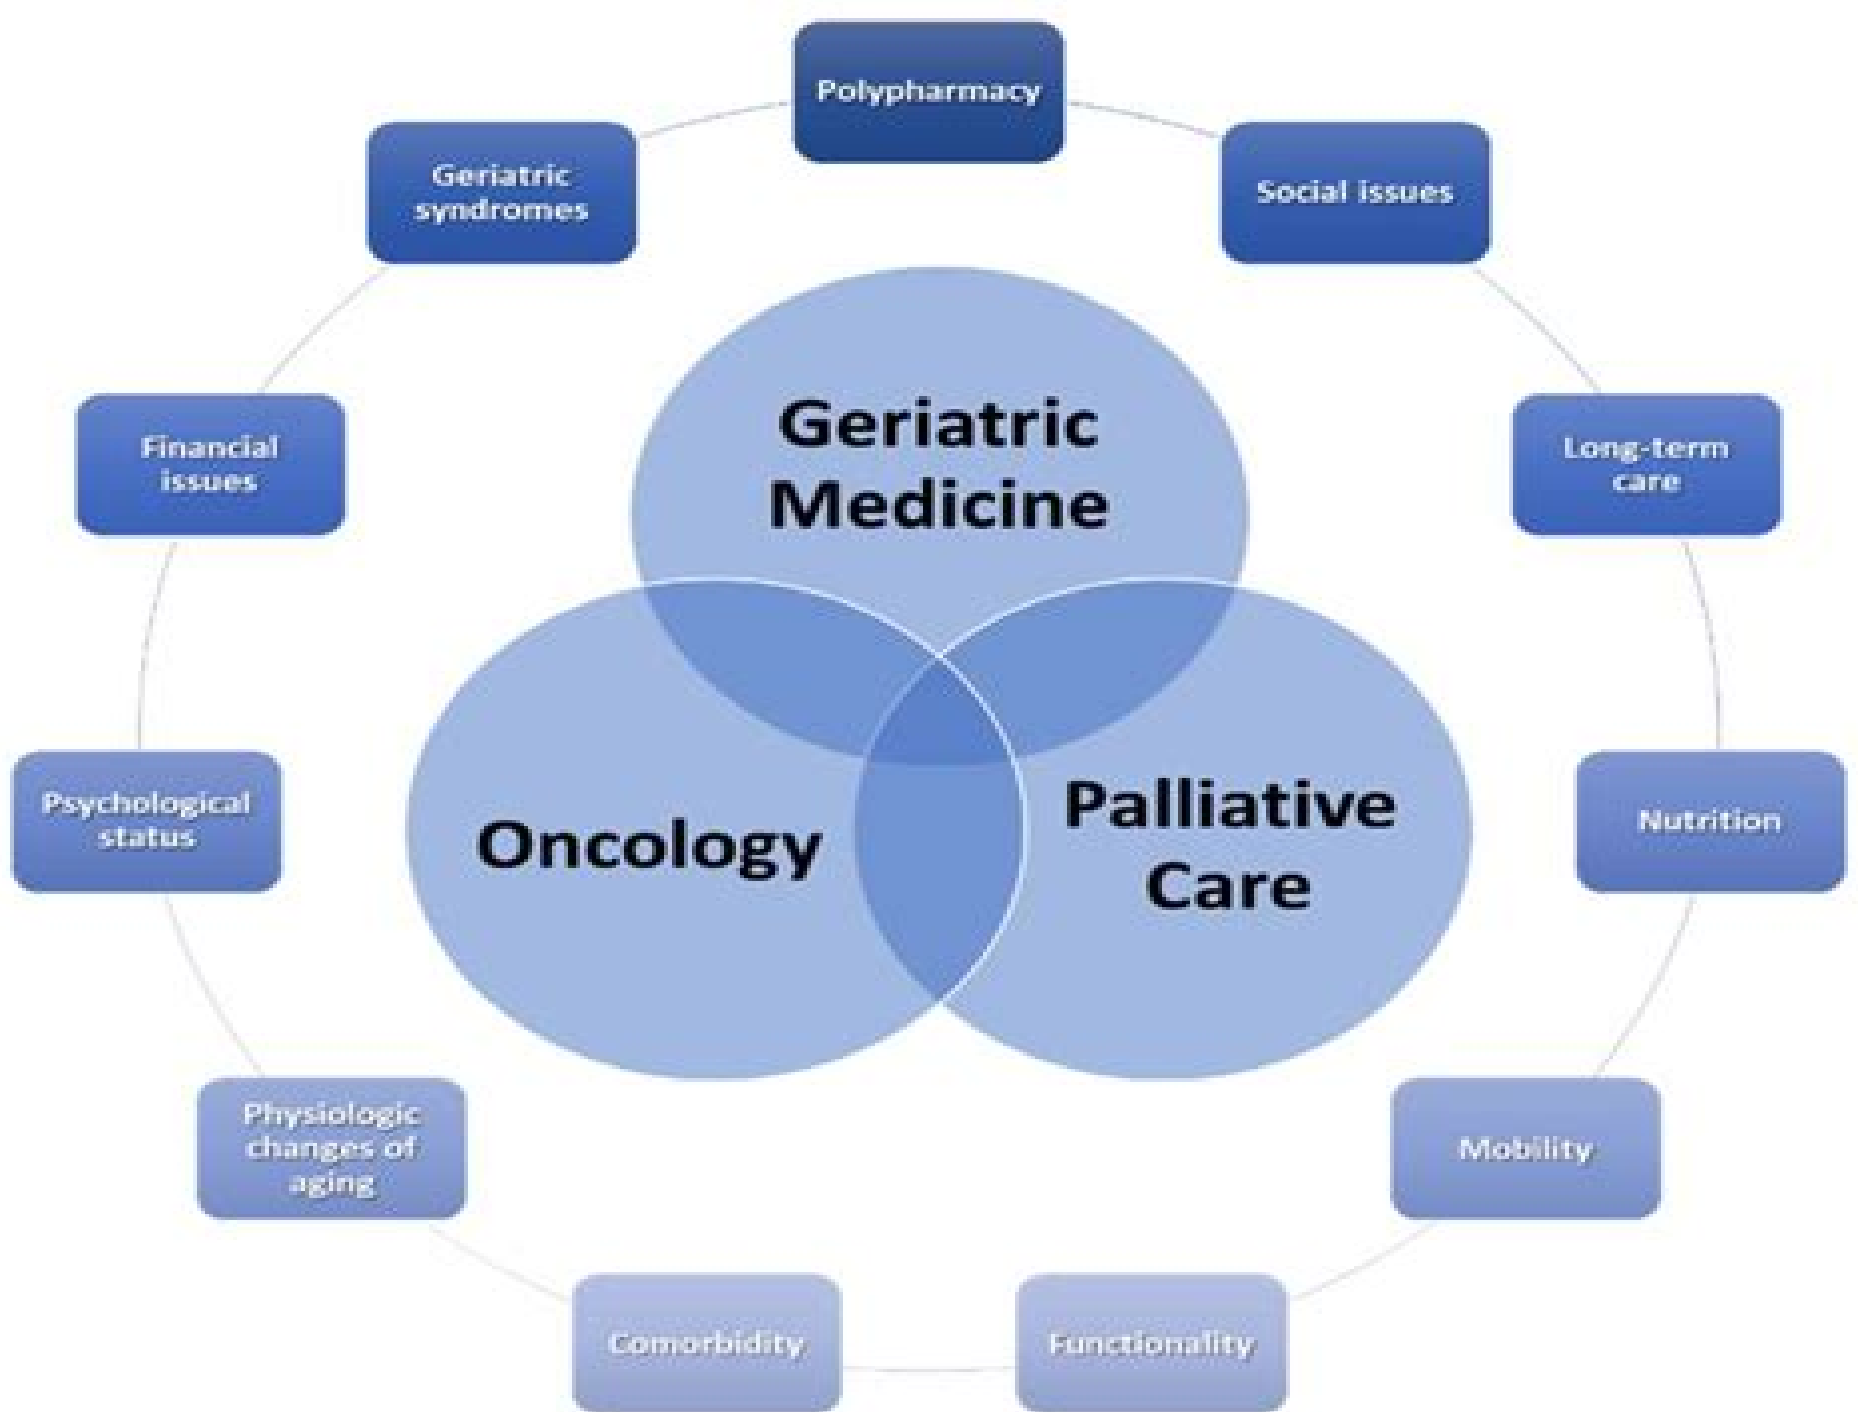 Polypharmacy
Geriatric
syndromes
Social issues
Financial
issues
Long-term
care
Geriatric
Medicine
Psychological
status
Nutrition
Oncology
Palliative
Care
Physiologic
changes of
aging
Mobility
Comorbidity
Functionality